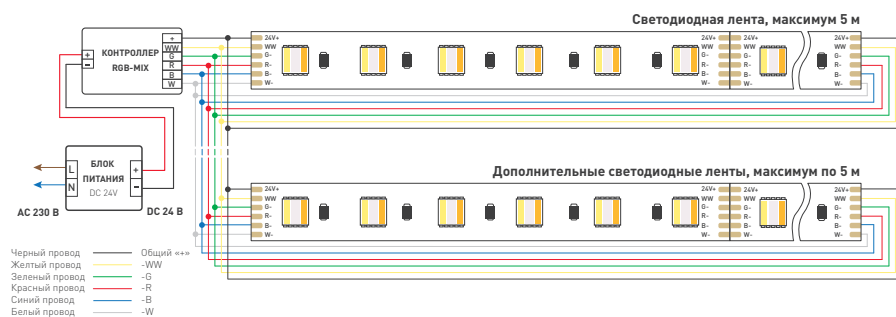 Светодиодная лента, максимум 5 м
КОНТРОЛЛЕР
RGB-MIX
+
-
+
WW
G
R
B
W
24V+
WW
G-
R-
B-
W-
24V+
WW
G-
R-
B-
W-
24V+
WW
G-
R-
B-
W-
БЛОК
ПИТАНИЯ
DC 24V
L
N
+
-
AC 230 В
DC 24 В
Дополнительные светодиодные ленты, максимум по 5 м
24V+
WW
G-
R-
B-
W-
24V+
WW
G-
R-
B-
W-
24V+
WW
G-
R-
B-
W-
Черный провод Общий «+»
Желтый провод -WW
Зеленый провод -G
Красный провод -R
Синий провод -B
Белый провод -W